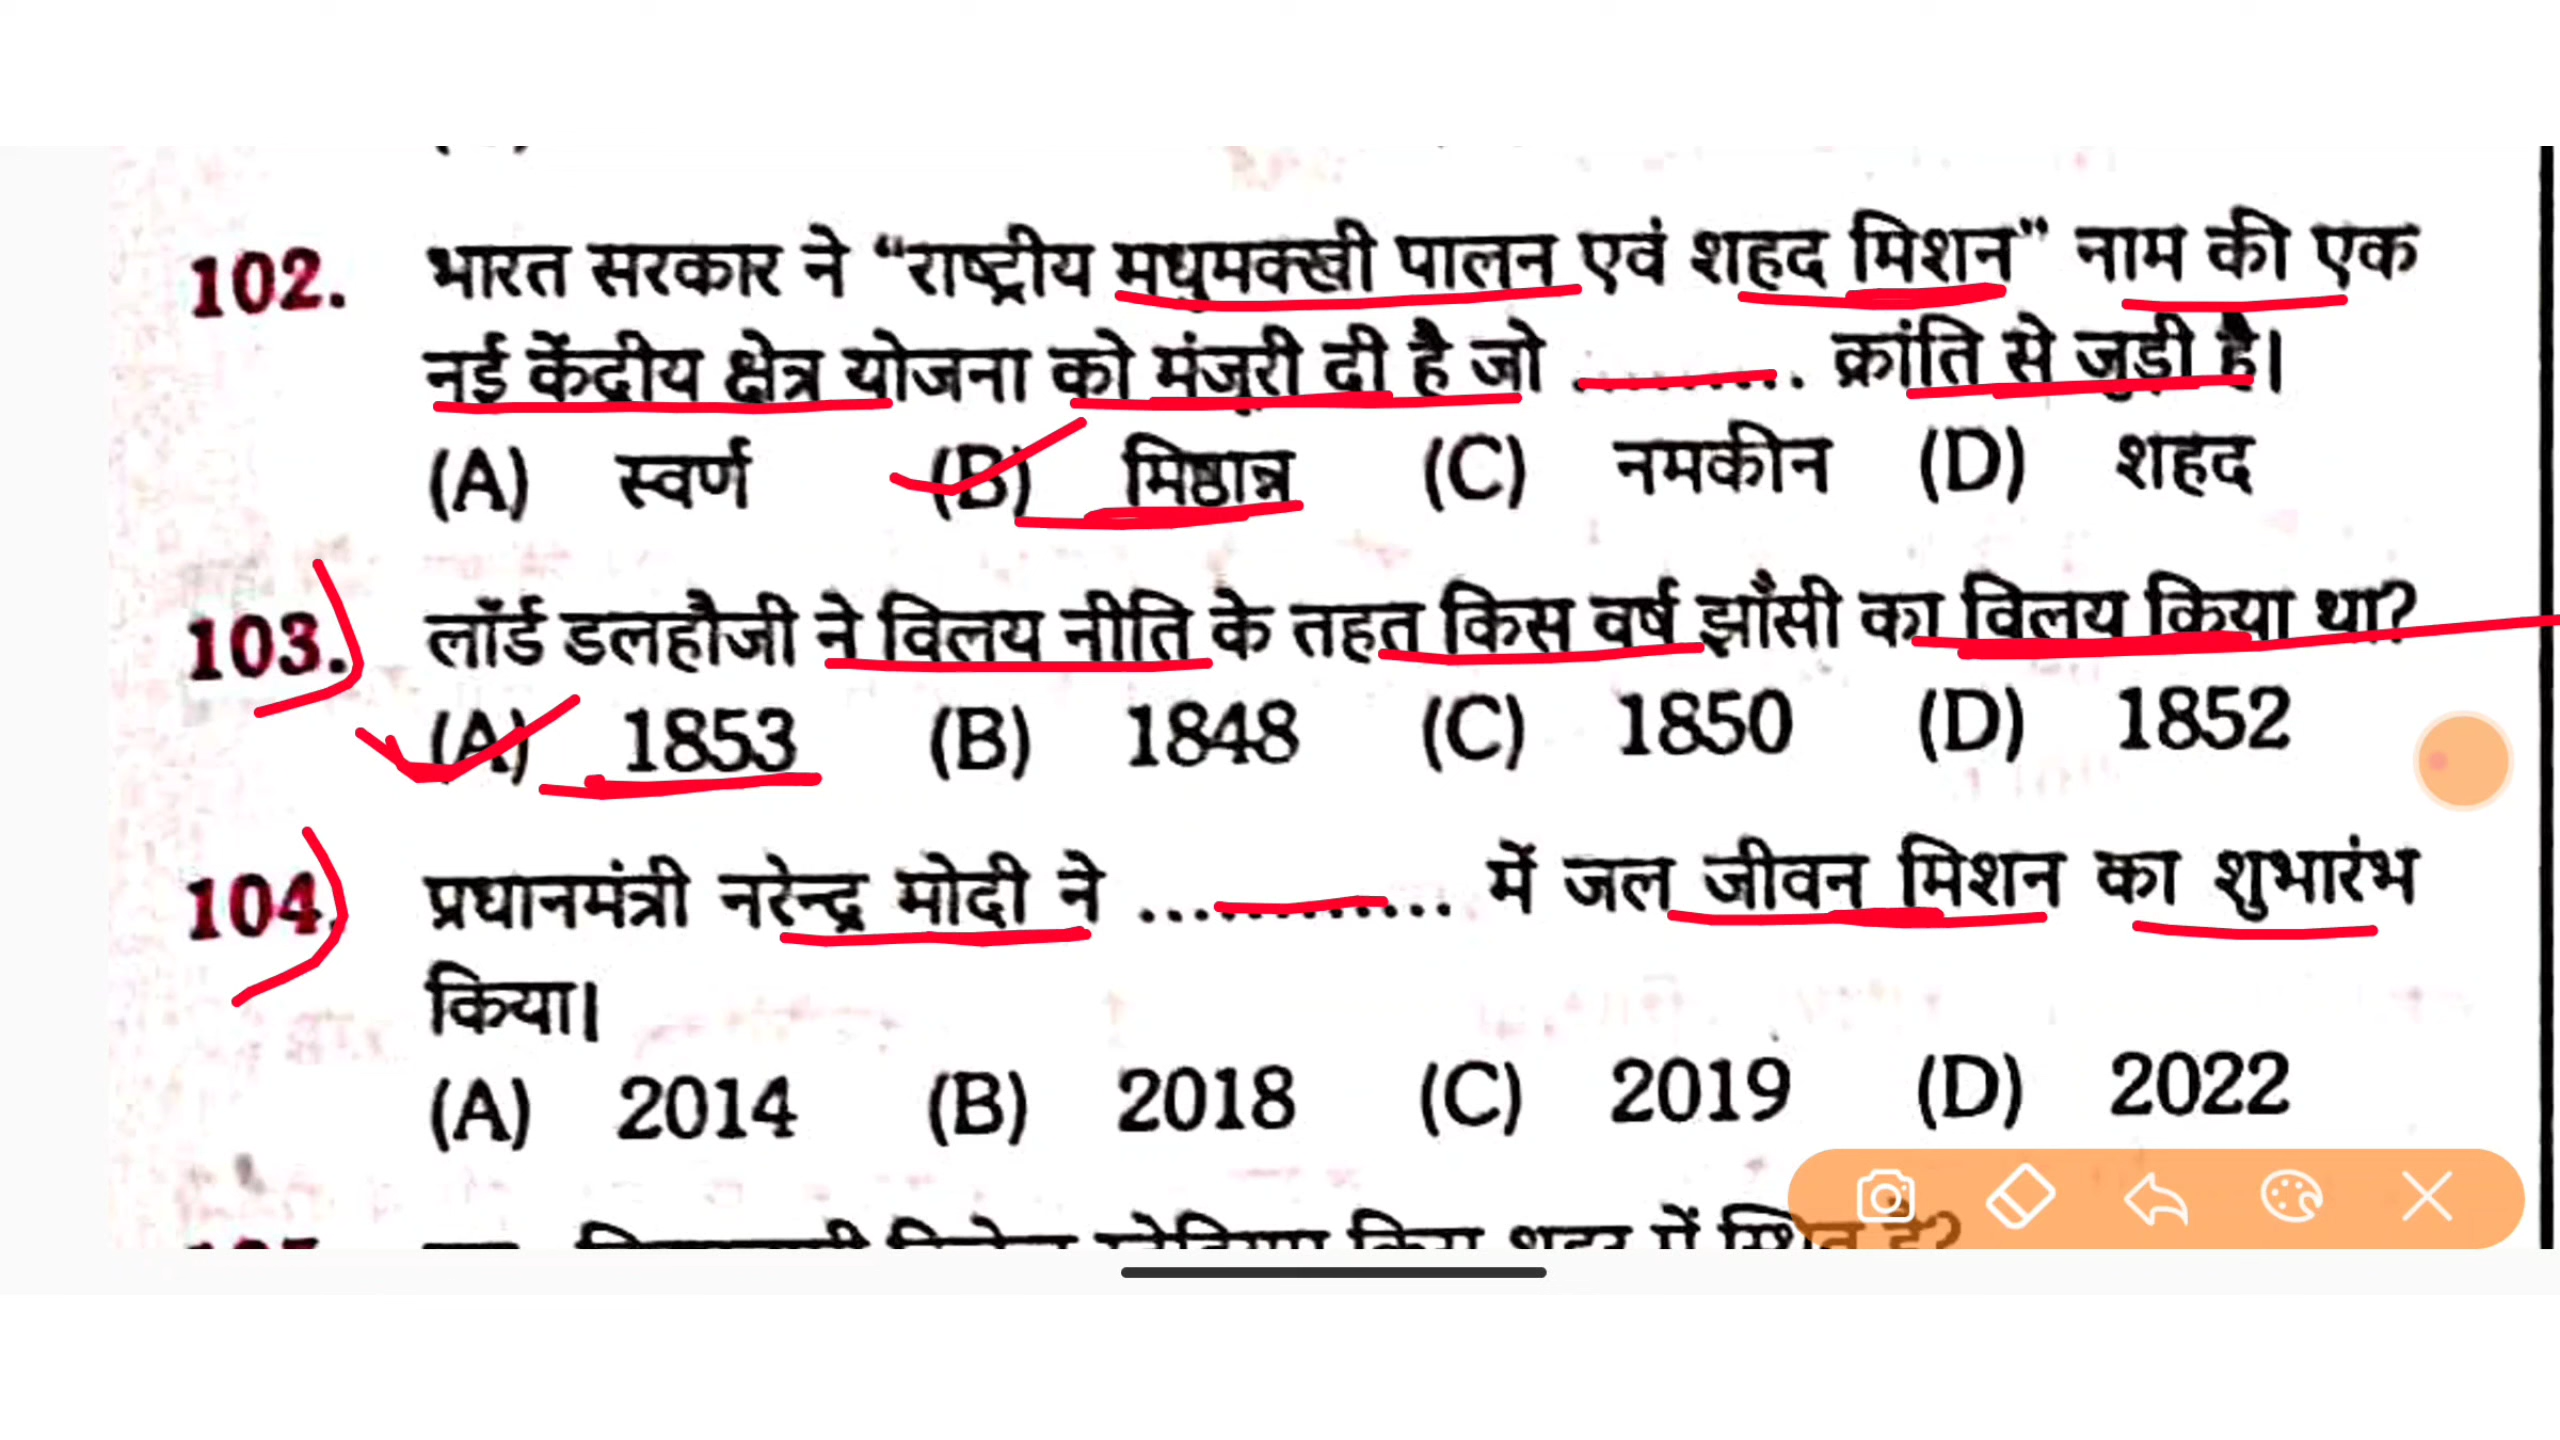 102. भारत सरकार ने “राष्ट्रीय मधुमक्खी पालन एवं शहद मिशन” नाम की एक
नई केंद्रीय क्षेत्र योजना को मंजूरी दी है जो ........... क्रांति से जुड़ी है।
(A) स्वर्ण (B) मिष्ठान्न (C) नमकीन (D) शहद
103. लॉर्ड डलहौजी ने विलय नीति के तहत किस वर्ष झाँसी का विलय किया था?
(A) 1853 (B) 1848 (C) 1850 (D) 1852
104. प्रधानमंत्री नरेन्द्र मोदी ने .............. में जल जीवन मिशन का शुभारंभ
किया।
(A) 2014 (B) 2018 (C) 2019 (D) 2022
किस शहर में स्थित है?